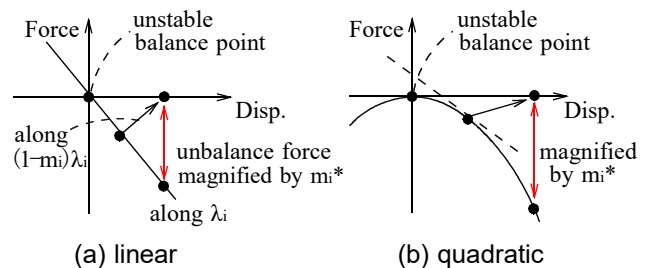 Force
unstable
balance point
Disp.
along
(1-mi)λi
unbalance force
magnified by mi*
along λi
(a) linear
Force
unstable
balance point
Disp.
magnified
by mi*
(b) quadratic